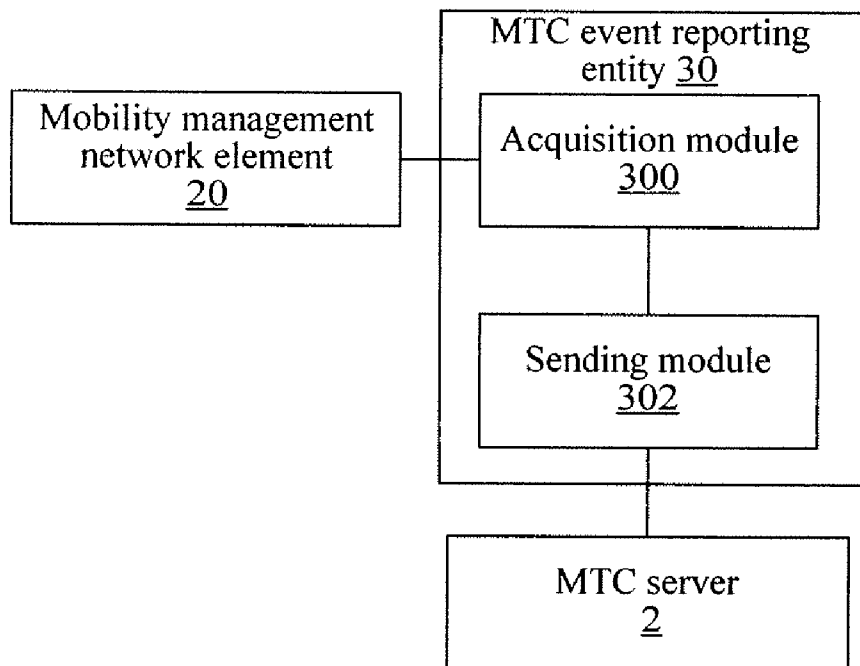 MTC event reporting
entity 30
Mobility management
network element
20
Acquisition module
300
Sending module
302
MTC server
2